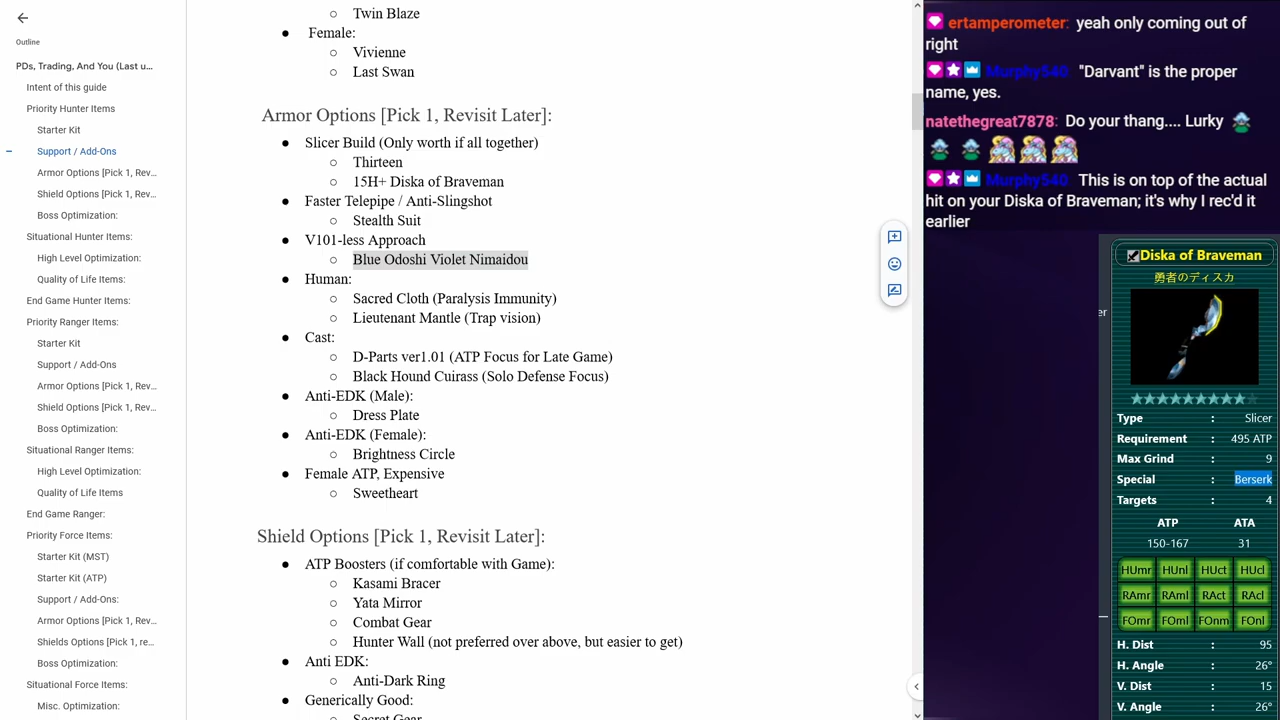 Outline
PDs, Trading, And You (Last u...
Intent of this guide
Priority Hunter Items
Starter Kit
Support / Add-Ons
Armor Options [Pick 1, Rev...
Shield Options [Pick 1, Rev...
Boss Optimization:
Situational Hunter Items:
High Level Optimization:
Quality of Life Items:
End Game Hunter Items:
Priority Ranger Items:
Starter Kit
Support / Add-Ons
Armor Options [Pick 1, Rev...
Shield Options [Pick 1, Rev...
Boss Optimization:
Situational Ranger Items:
High Level Optimization:
Quality of Life Items
End Game Ranger:
Priority Force Items:
Starter Kit (MST)
Starter Kit (ATP)
Support / Add-Ons:
Armor Options [Pick 1, Rev...
Shields Options [Pick 1, re...
Boss Optimization:
Situational Force Items:
Misc. Optimization:
Twin Blaze
Female:
Vivienne
Last Swan
Armor Options [Pick 1, Revisit Later]:
Slicer Build (Only worth if all together)
Thirteen
15H+ Diska of Braveman
Faster Telepipe / Anti-Slingshot
Stealth Suit
V101-less Approach
Blue Odoshi Violet Nimaidou
Human:
Sacred Cloth (Paralysis Immunity)
Lieutenant Mantle (Trap vision)
Cast:
D-Parts ver1.01 (ATP Focus for Late Game)
Black Hound Cuirass (Solo Defense Focus)
Anti-EDK (Male):
Dress Plate
Anti-EDK (Female):
Brightness Circle
Female ATP, Expensive
Sweetheart
Shield Options [Pick 1, Revisit Later]:
ATP Boosters (if comfortable with Game):
Kasami Bracer
Yata Mirror
Combat Gear
Hunter Wall (not preferred over above, but easier to get)
Anti EDK:
Anti-Dark Ring
Generically Good:
Secret Gear
ertamperometer: yeah only coming out of
right
Murphy540: "Darvant" is the proper
name, yes.
natethegreat7878: Do your thang.... Lurky
Murphy540: This is on top of the actual
hit on your Diska of Braveman; it's why I rec'd it
earlier
er
Diska of Braveman
勇者のディスカ
Type : Slicer
Requirement : 495 ATP
Max Grind : 9
Special : Berserk
Targets : 4
ATP ATA
150-167 31
HUmr HUnl HUct HUcl
RAmr RAml RAct RAcl
FOmr FOml FOnm FOnl
H. Dist : 95
H. Angle : 26°
V. Dist : 15
V. Angle : 26°